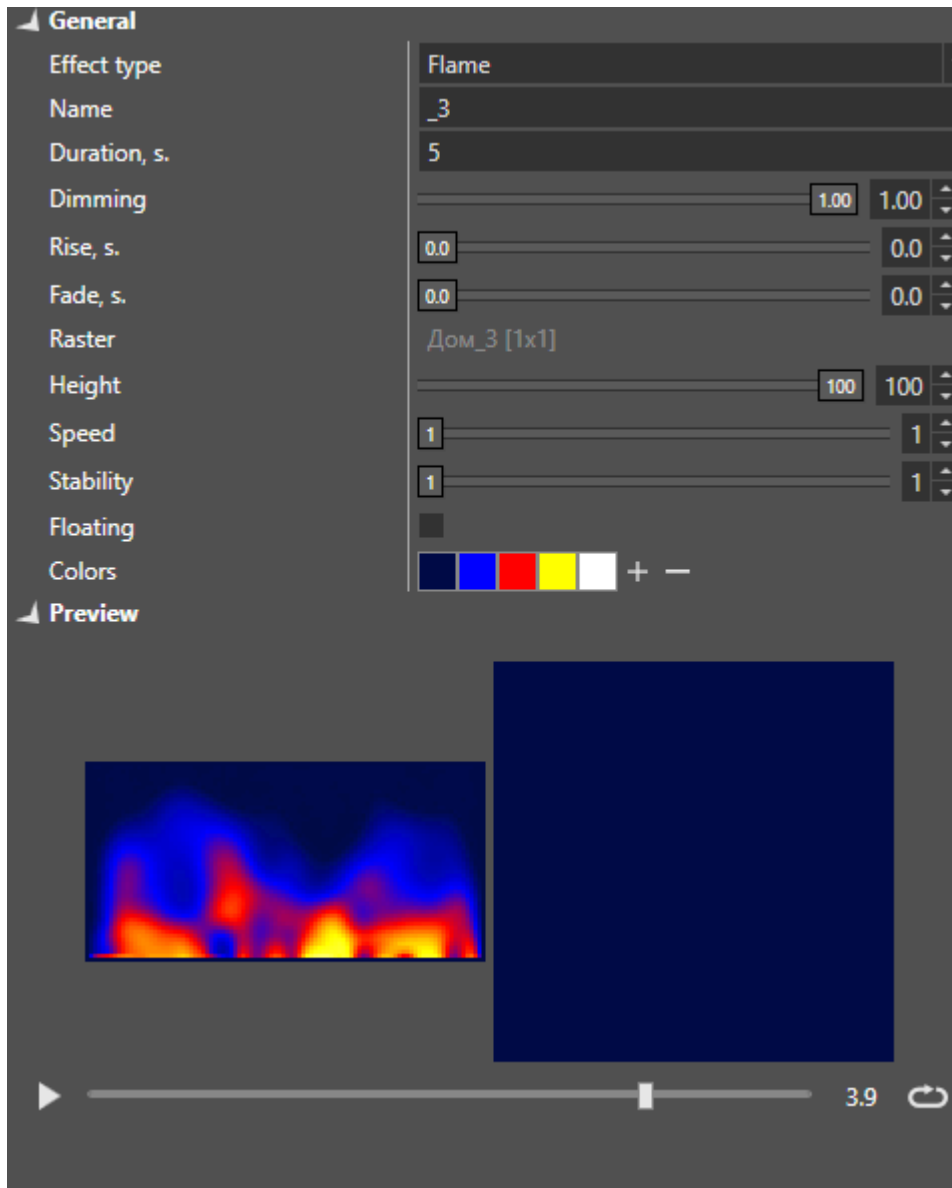 General
Effect type Flame
Name _3
Duration, s. 5
Dimming 1.00 1.00
Rise, s. 0.0 0.0
Fade, s. 0.0 0.0
Raster Дом_3 [1x1]
Height 100 100
Speed 1 1
Stability 1 1
Floating
Colors + −
Preview
3.9